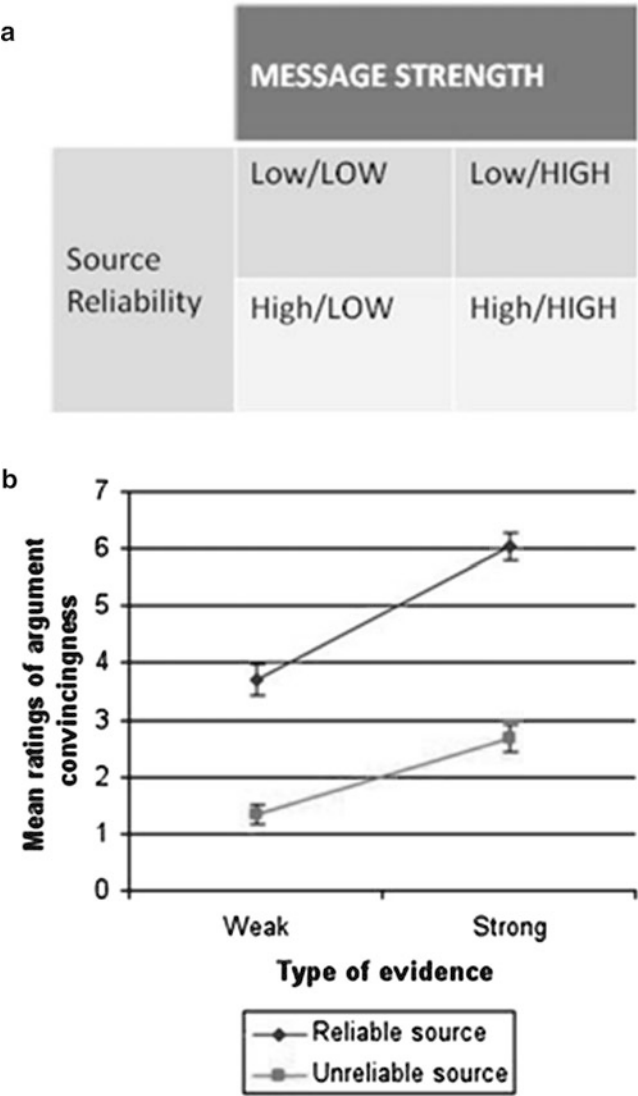 a
MESSAGE STRENGTH
Low/LOW Low/HIGH
Source
Reliability
High/LOW High/HIGH
b
7
6
5
4
3
2
1
0
Mean ratings of argument
convincingness
Weak Strong
Type of evidence
Reliable source
Unreliable source